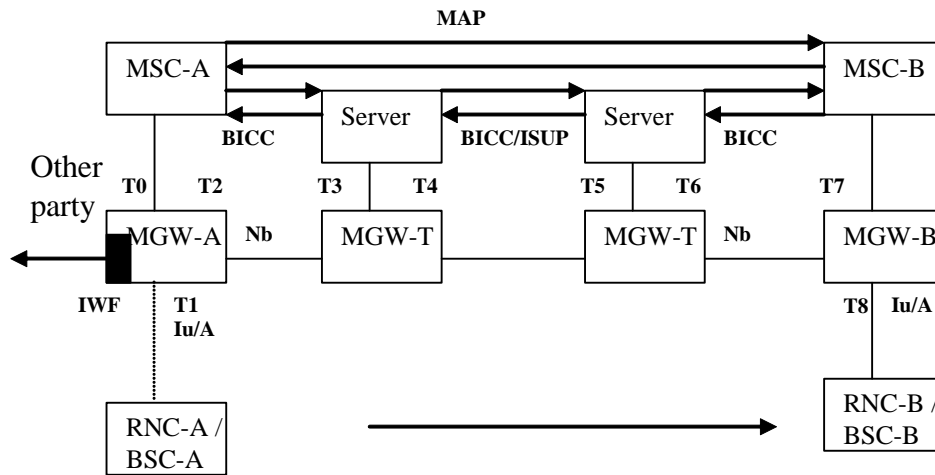 MAP
MSC-A
MSC-B
Server
Server
BICC
BICC/ISUP
BICC
Other
party
T0
T2
T3
T4
T5
T6
T7
MGW-A
Nb
MGW-T
MGW-T
Nb
MGW-B
IWF
T1
Iu/A
T8
Iu/A
RNC-A /
BSC-A
RNC-B /
BSC-B